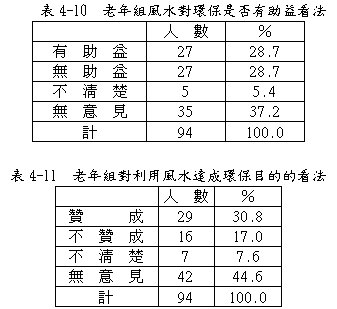 表 4-10 老年組風水對環保是否有助益看法
人 數 %
有 助 益 27 28.7
無 助 益 27 28.7
不 清 楚 5 5.4
無 意 見 35 37.2
計 94 100.0
表 4-11 老年組對利用風水達成環保目的的看法
人 數 %
贊 成 29 30.8
不 贊 成 16 17.0
不 清 楚 7 7.6
無 意 見 42 44.6
計 94 100.0